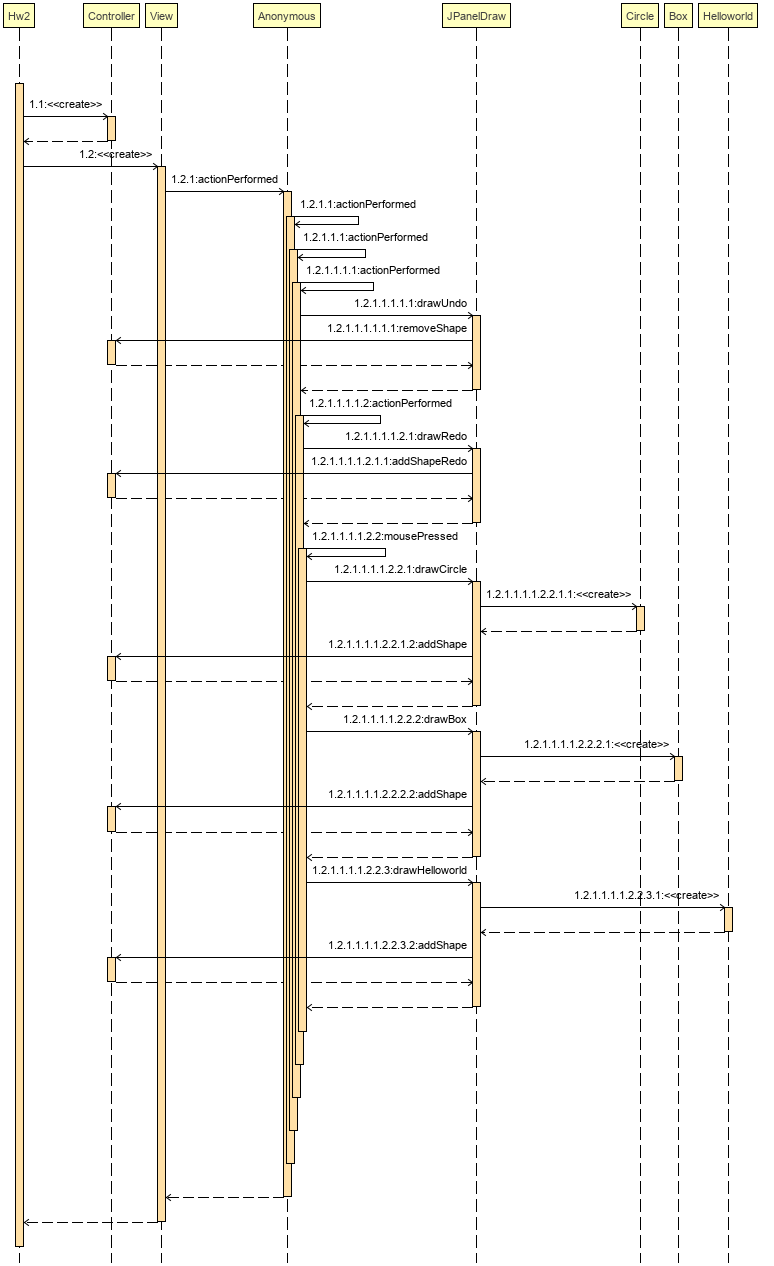 Hw2
Controller
View
Anonymous
JPanelDraw
Circle
Box
Helloworld
1.1:<<create>>
1.2:<<create>>
1.2.1:actionPerformed
1.2.1.1:actionPerformed
1.2.1.1.1:actionPerformed
1.2.1.1.1.1:actionPerformed
1.2.1.1.1.1.1:drawUndo
1.2.1.1.1.1.1.1:removeShape
1.2.1.1.1.1.2:actionPerformed
1.2.1.1.1.1.2.1:drawRedo
1.2.1.1.1.1.2.1.1:addShapeRedo
1.2.1.1.1.1.2.2:mousePressed
1.2.1.1.1.1.2.2.1:drawCircle
1.2.1.1.1.1.2.2.1.1:<<create>>
1.2.1.1.1.1.2.2.1.2:addShape
1.2.1.1.1.1.2.2.2:drawBox
1.2.1.1.1.1.2.2.2.1:<<create>>
1.2.1.1.1.1.2.2.2.2:addShape
1.2.1.1.1.1.2.2.3:drawHelloworld
1.2.1.1.1.1.2.2.3.1:<<create>>
1.2.1.1.1.1.2.2.3.2:addShape